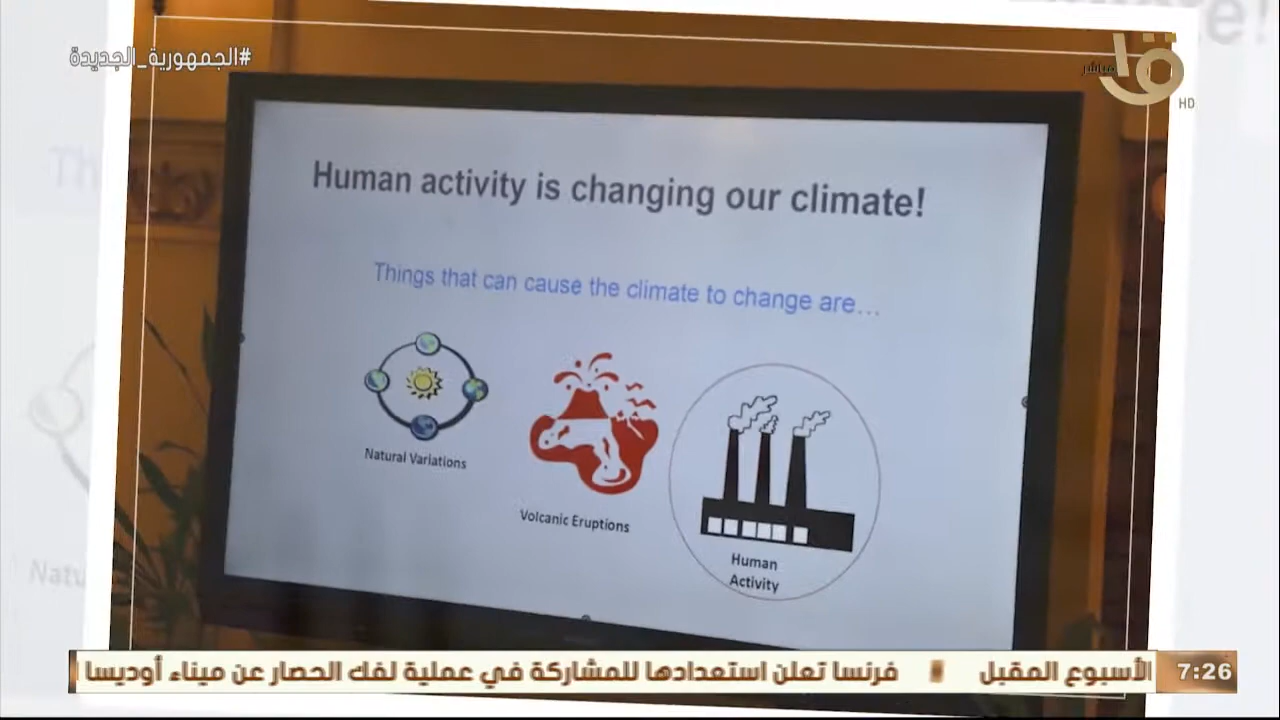 #الجمهورية_الجديدة
مباشر
HD
Human activity is changing our climate!
Things that can cause the climate to change are...
Natural Variations
Volcanic Eruptions
Human
Activity
7:26
الأسبوع المقبل
فرنسا تعلن استعدادها للمشاركة في عملية لفك الحصار عن ميناء أوديسا